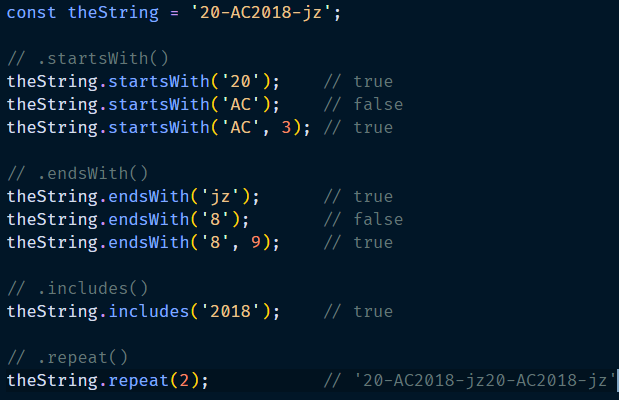 const theString = '20-AC2018-jz';
// .startsWith()
theString.startsWith('20');    // true
theString.startsWith('AC');    // false
theString.startsWith('AC', 3); // true
// .endsWith()
theString.endsWith('jz');      // true
theString.endsWith('8');       // false
theString.endsWith('8', 9);    // true
// .includes()
theString.includes('2018');    // true
// .repeat()
theString.repeat(2);           // '20-AC2018-jz20-AC2018-jz'